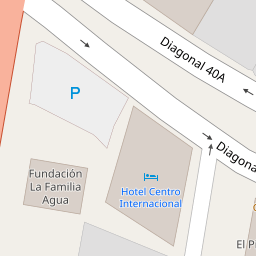 Diagonal 40A
P
Diagona
Fundación
La Familia
Agua
Hotel Centro
Internacional
El P